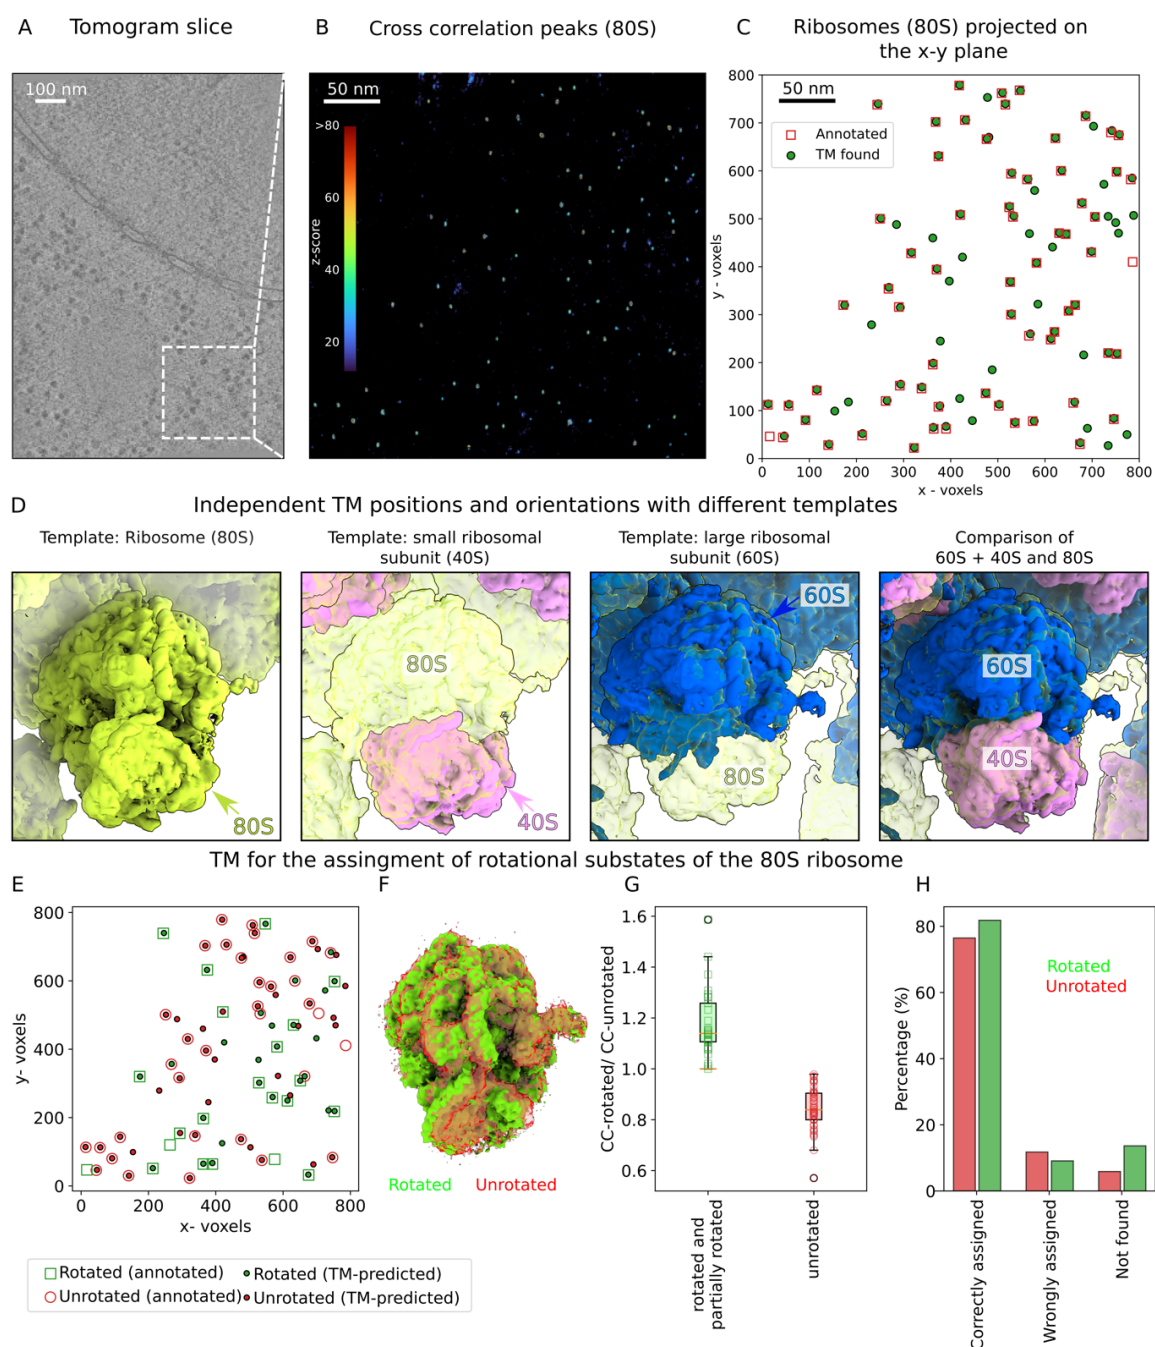 A
Tomogram slice
B
Cross correlation peaks (80S)
C
Ribosomes (80S) projected on
the x-y plane
100 nm
50 nm
>80
60
40
20
z-score
50 nm
Annotated
TM found
800
700
600
500
400
300
200
100
0
y - voxels
0 100 200 300 400 500 600 700 800
x - voxels
D
Independent TM positions and orientations with different templates
Template: Ribosome (80S)
Template: small ribosomal
subunit (40S)
Template: large ribosomal
subunit (60S)
Comparison of
60S + 40S and 80S
80S
80S
40S
60S
80S
60S
40S
TM for the assingment of rotational substates of the 80S ribosome
E
800
600
400
200
0
y- voxels
0 200 400 600 800
x- voxels
Rotated (annotated)
Rotated (TM-predicted)
Unrotated (annotated)
Unrotated (TM-predicted)
F
Rotated
Unrotated
G
1.6
1.4
1.2
1.0
0.8
0.6
CC-rotated/ CC-unrotated
rotated and
partially rotated
unrotated
H
80
60
40
20
0
Percentage (%)
Rotated
Unrotated
Correctly assigned
Wrongly assigned
Not found